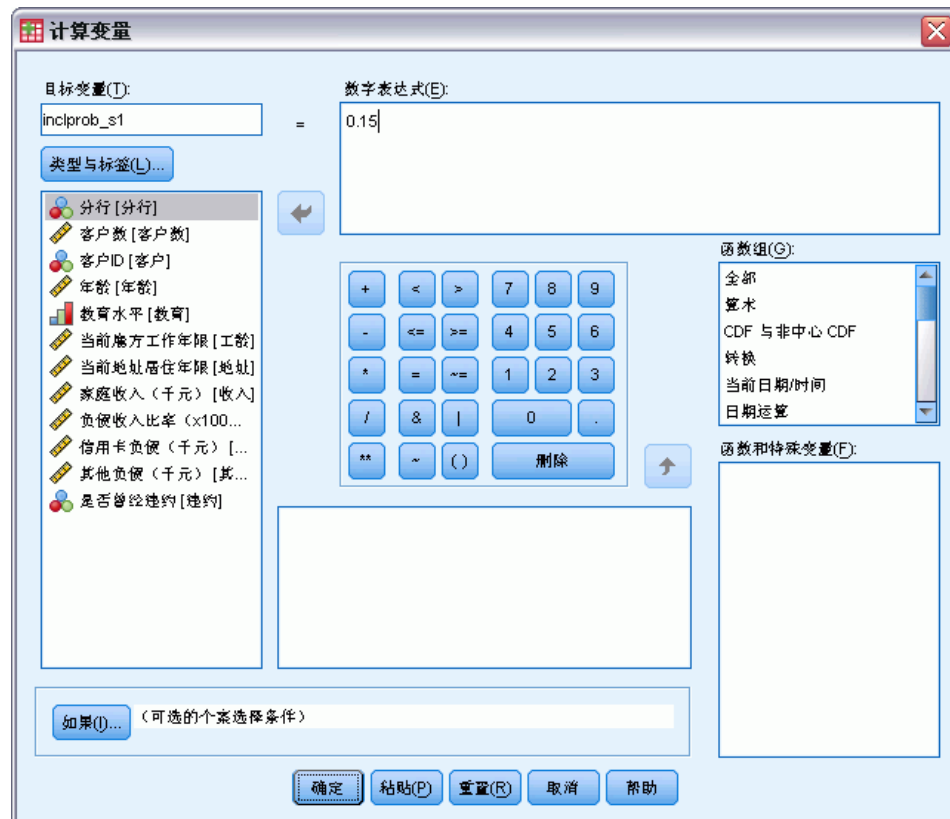 计算变量
目标变量(T):
inclprob_s1
=
数字表达式(E):
0.15
类型与标签(L)...
分行 [分行]
客户数 [客户数]
客户ID [客户]
年龄 [年龄]
教育水平 [教育]
当前雇方工作年限 [工龄]
当前地址居住年限 [地址]
家庭收入（千元）[收入]
负债收入比率（x100...
信用卡负债（千元）[...
其他负债（千元）[其...
是否曾经违约 [违约]
+ < > 7 8 9
- <= >= 4 5 6
* = ~= 1 2 3
/ & | 0 .
** ~ ( ) 删除
函数组(G):
全部
算术
CDF 与非中心 CDF
转换
当前日期/时间
日期运算
函数和特殊变量(F):
如果(I)...
（可选的个案选择条件）
确定
粘贴(P)
重置(R)
取消
帮助